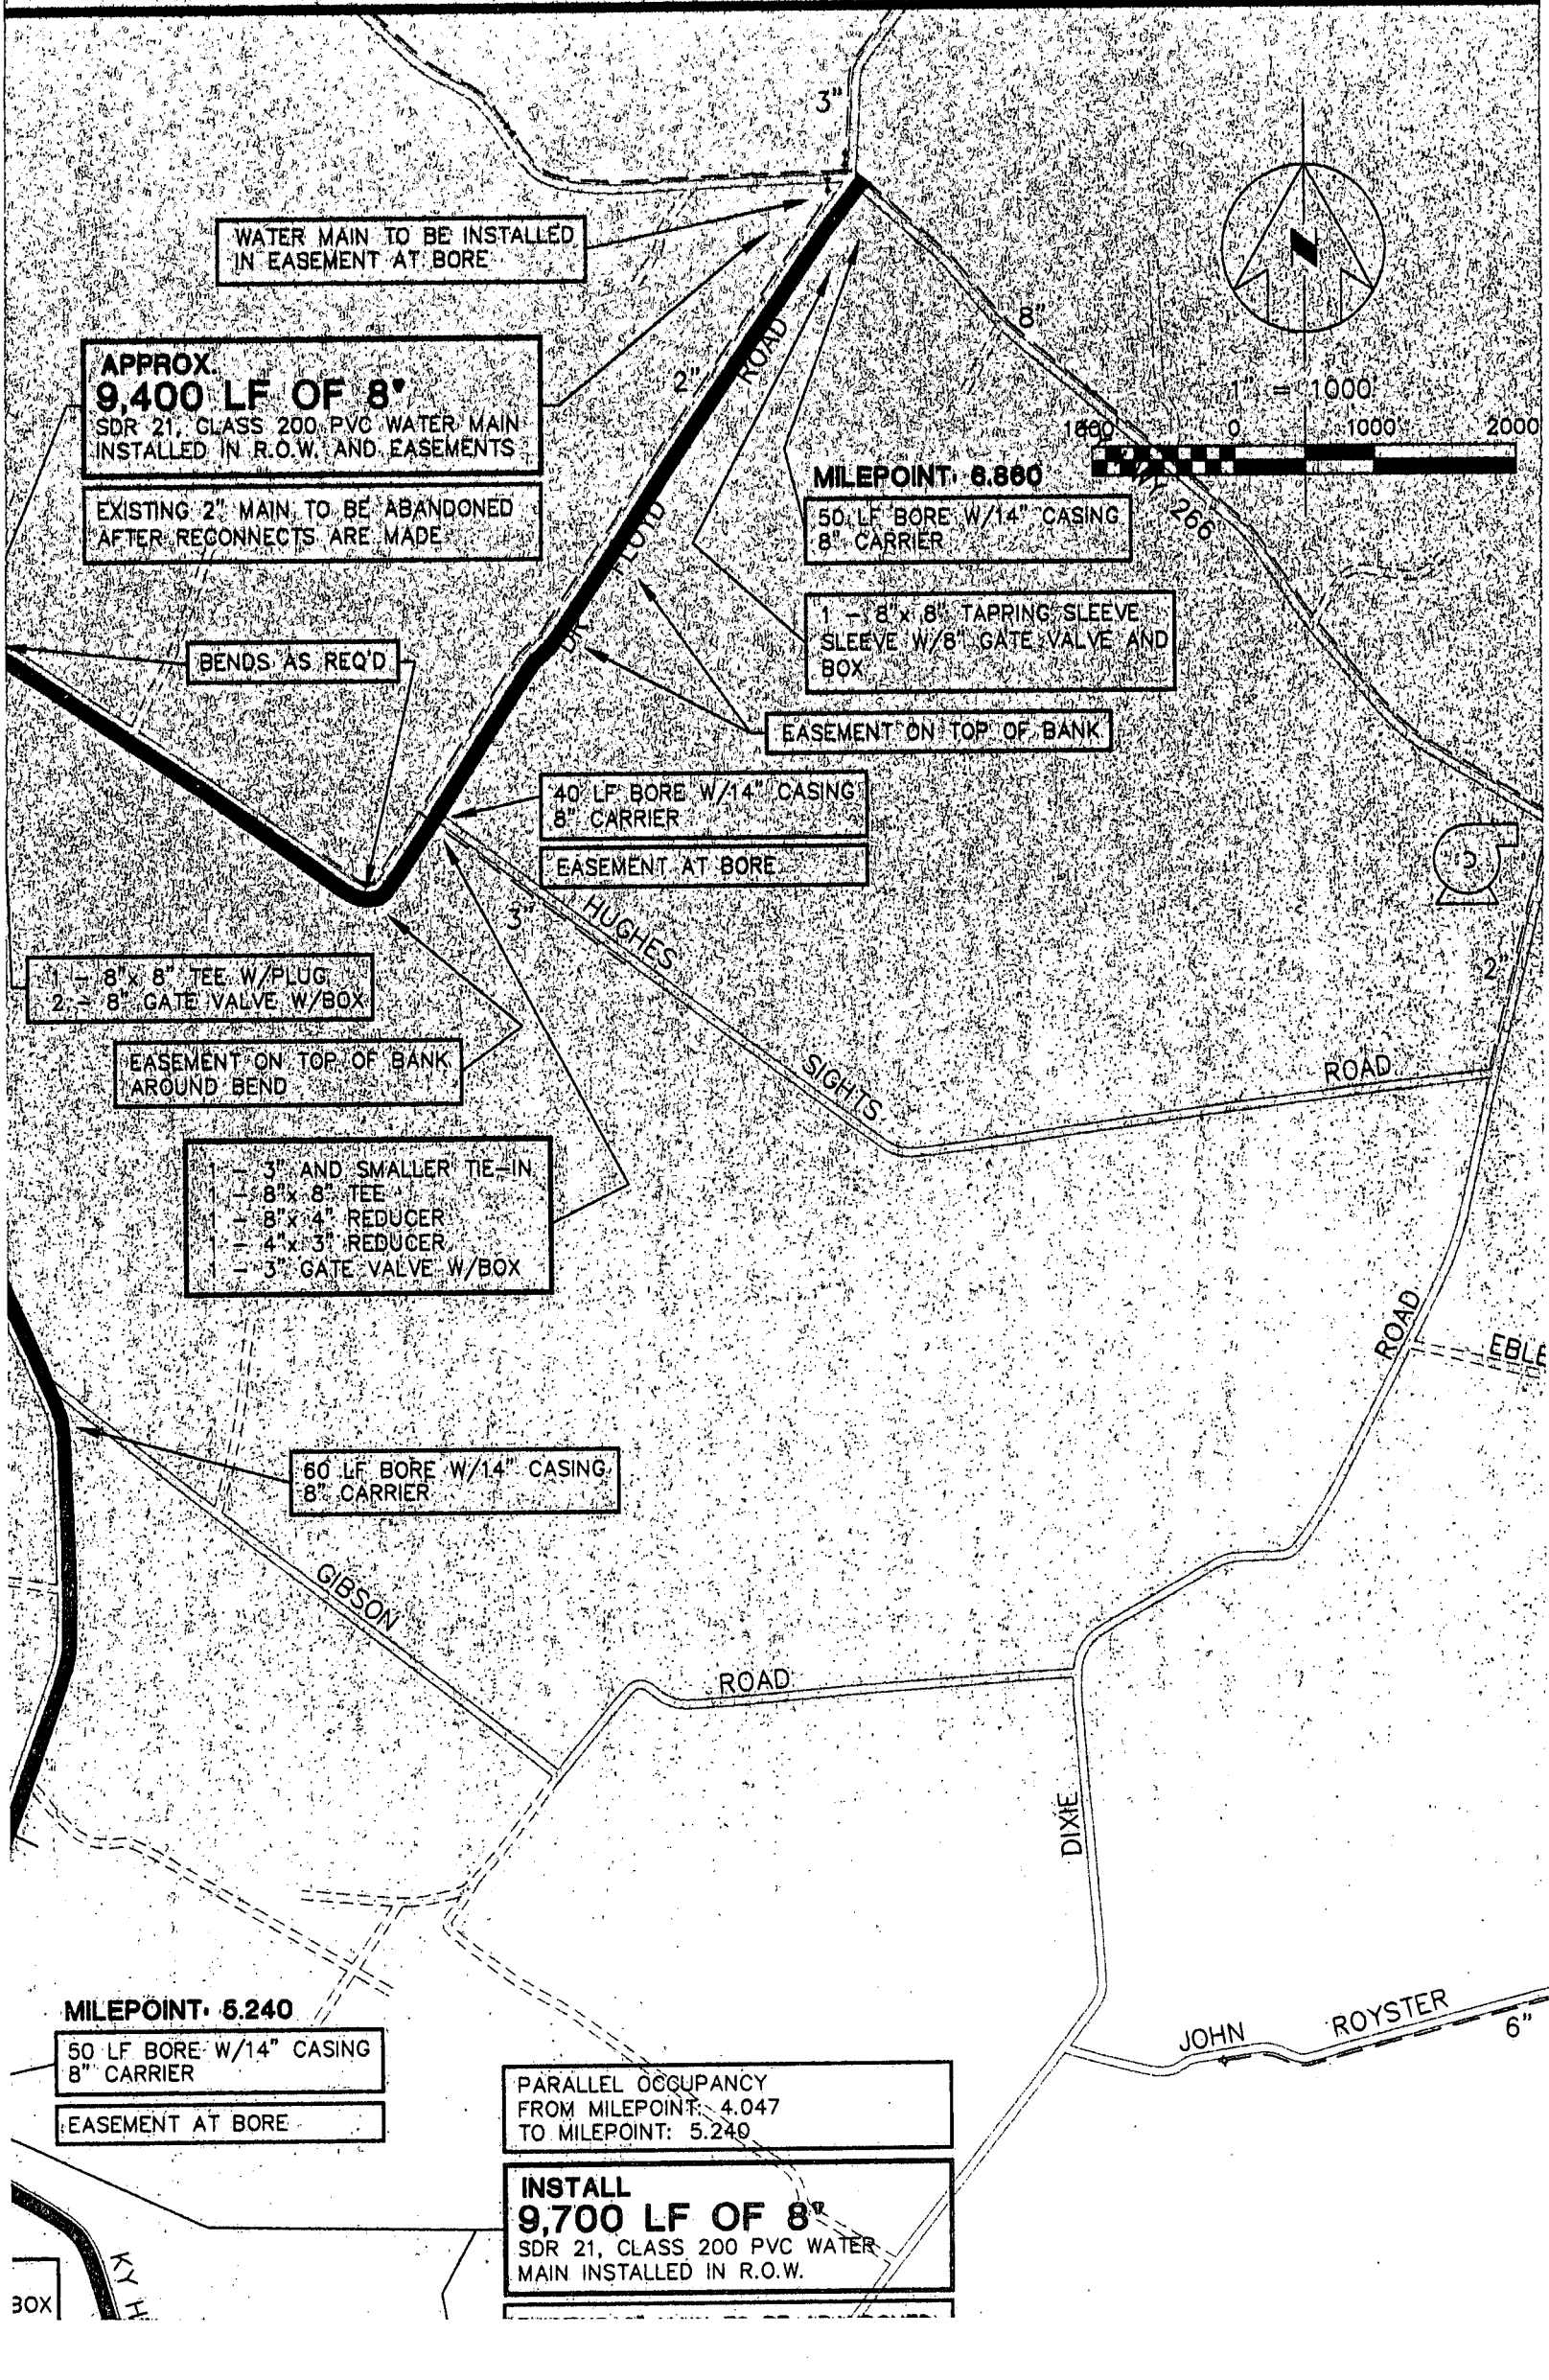 3"
WATER MAIN TO BE INSTALLED
IN EASEMENT AT BORE
8"
APPROX.
9,400 LF OF 8"
SDR 21, CLASS 200 PVC WATER MAIN
INSTALLED IN R.O.W. AND EASEMENTS
2"
ROAD
N
1" = 1000'
1000 0 1000 2000
EXISTING 2" MAIN TO BE ABANDONED
AFTER RECONNECTS ARE MADE
FLOYD
DR
MILEPOINT: 6.860
50 LF BORE W/14" CASING
8" CARRIER
266
1 - 8"x 8" TAPPING SLEEVE
SLEEVE W/8" GATE VALVE AND
BOX
BENDS AS REQ'D
EASEMENT ON TOP OF BANK
40 LF BORE W/14" CASING
8" CARRIER
EASEMENT AT BORE
3"
HUGHES
SIGHTS
ROAD
2"
1 - 8"x 8" TEE W/PLUG
2 - 8" GATE VALVE W/BOX
EASEMENT ON TOP OF BANK
AROUND BEND
1 - 3" AND SMALLER TIE-IN
1 - 8"x 8" TEE
1 - 8"x 4" REDUCER
1 - 4"x 3" REDUCER
1 - 3" GATE VALVE W/BOX
ROAD
EBLE
60 LF BORE W/14" CASING
8" CARRIER
GIBSON
ROAD
DIXIE
MILEPOINT: 5.240
50 LF BORE W/14" CASING
8" CARRIER
EASEMENT AT BORE
JOHN
ROYSTER
6"
PARALLEL OCCUPANCY
FROM MILEPOINT: 4.047
TO MILEPOINT: 5.240
INSTALL
9,700 LF OF 8"
SDR 21, CLASS 200 PVC WATER
MAIN INSTALLED IN R.O.W.
KY H
BOX